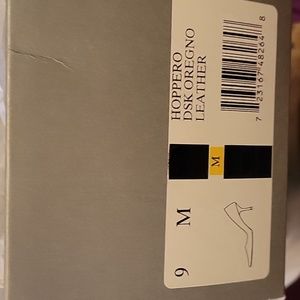 HOPPERO
DSK OREGNO
LEATHER
7 23167 48264 8
M
9 M